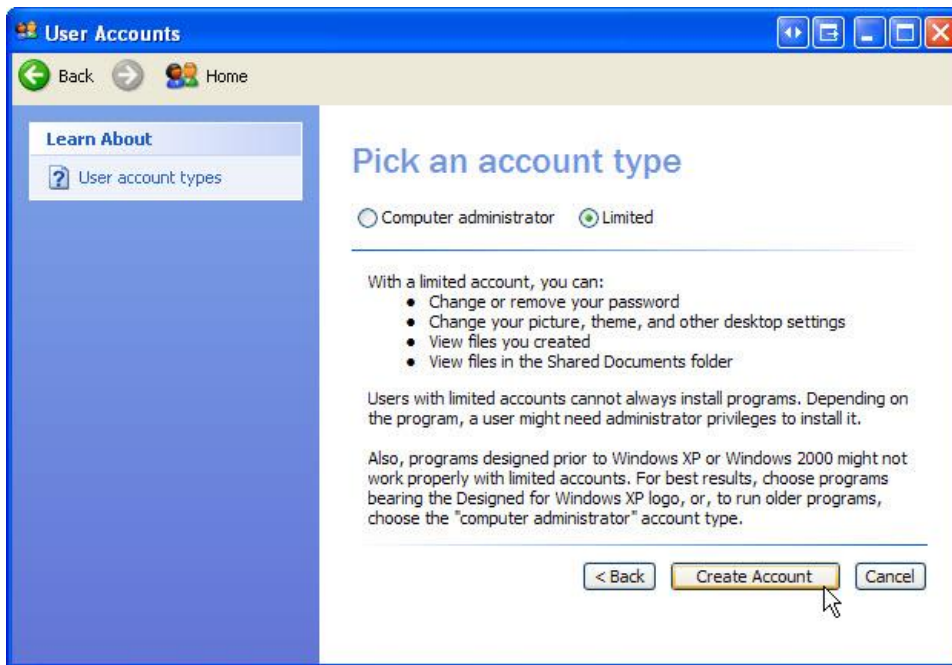 User Accounts
Back Home
Learn About
User account types
Pick an account type
Computer administrator Limited
With a limited account, you can:
• Change or remove your password
• Change your picture, theme, and other desktop settings
• View files you created
• View files in the Shared Documents folder
Users with limited accounts cannot always install programs. Depending on
the program, a user might need administrator privileges to install it.
Also, programs designed prior to Windows XP or Windows 2000 might not
work properly with limited accounts. For best results, choose programs
bearing the Designed for Windows XP logo, or, to run older programs,
choose the "computer administrator" account type.
< Back Create Account Cancel